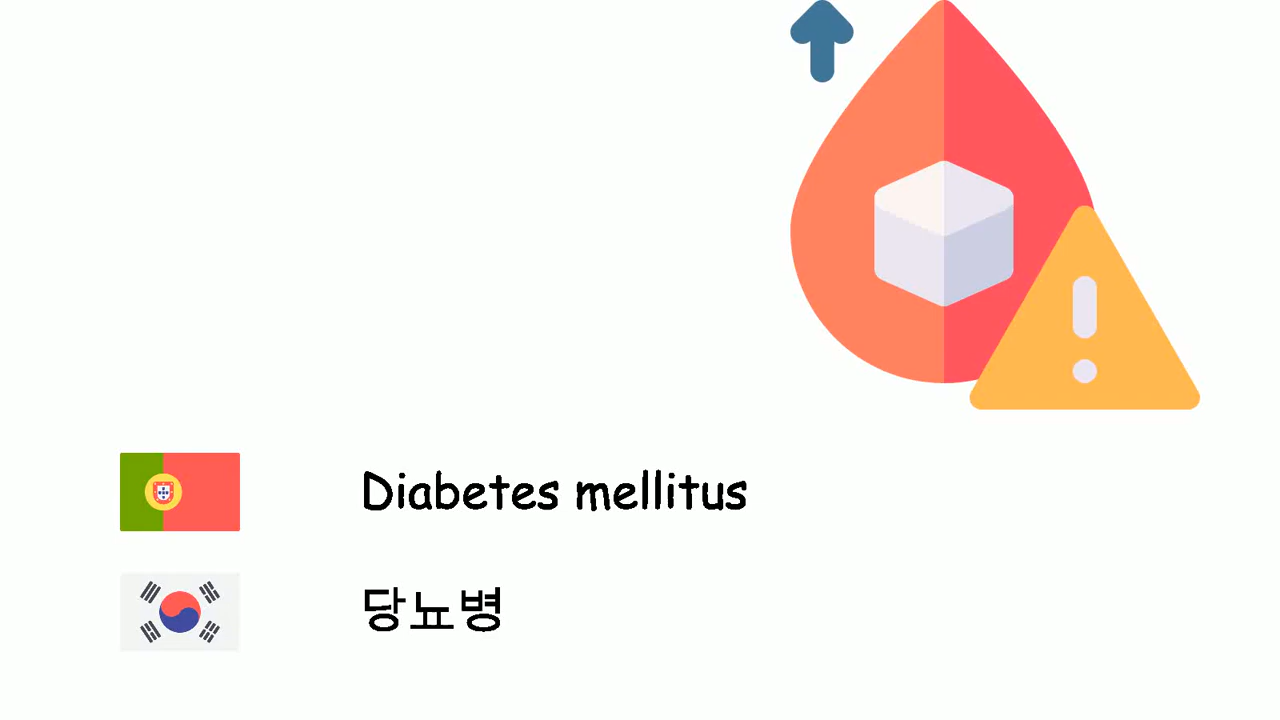 Diabetes mellitus
당뇨병